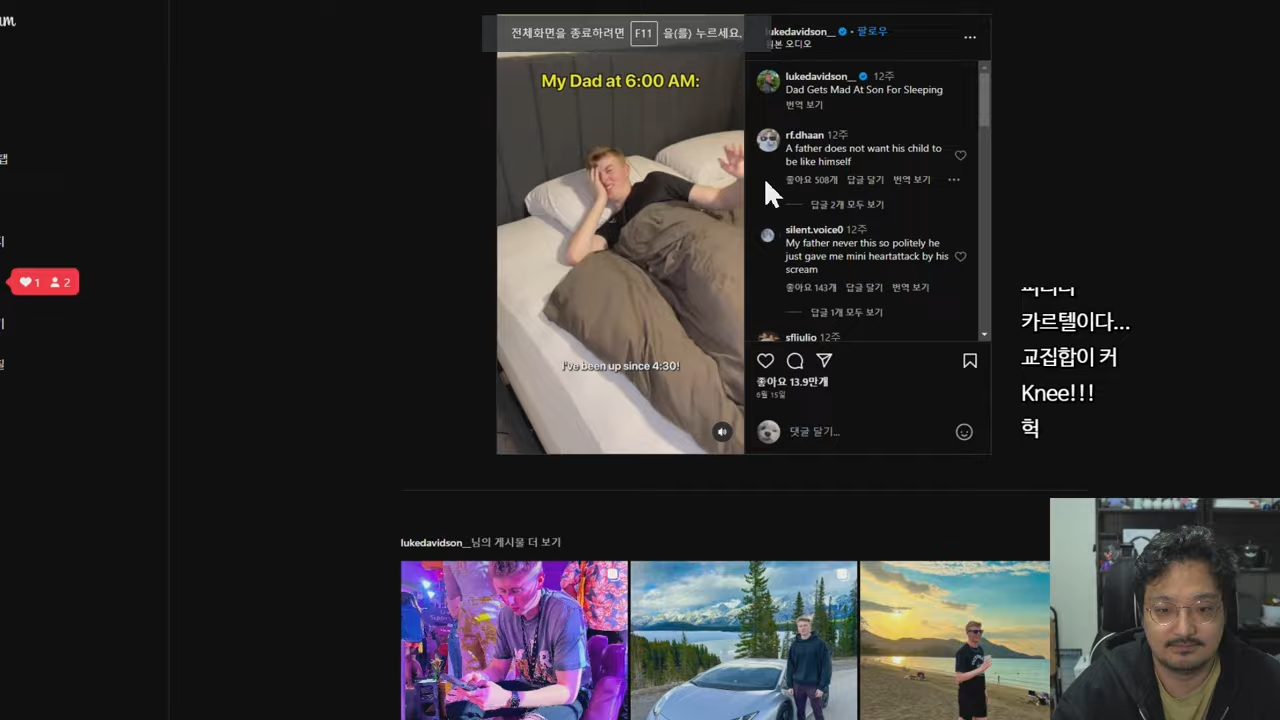 전체화면을 종료하려면 F11 을(를) 누르세요.
lukedavidson__ • 팔로우
원본 오디오
My Dad at 6:00 AM:
lukedavidson__ 12주
Dad Gets Mad At Son For Sleeping
번역 보기
rf.dhaan 12주
A father does not want his child to
be like himself
좋아요 508개 답글 달기 번역 보기
답글 2개 모두 보기
silent.voice0 12주
My father never this so politely he
just gave me mini heartattack by his
scream
좋아요 143개 답글 달기 번역 보기
답글 1개 모두 보기
sfliulio 12주
I've been up since 4:30!
좋아요 13.9만개
6월 15일
댓글 달기...
1 2
카르텔이다...
교집합이 커
Knee!!!
헉
lukedavidson__님의 게시물 더 보기